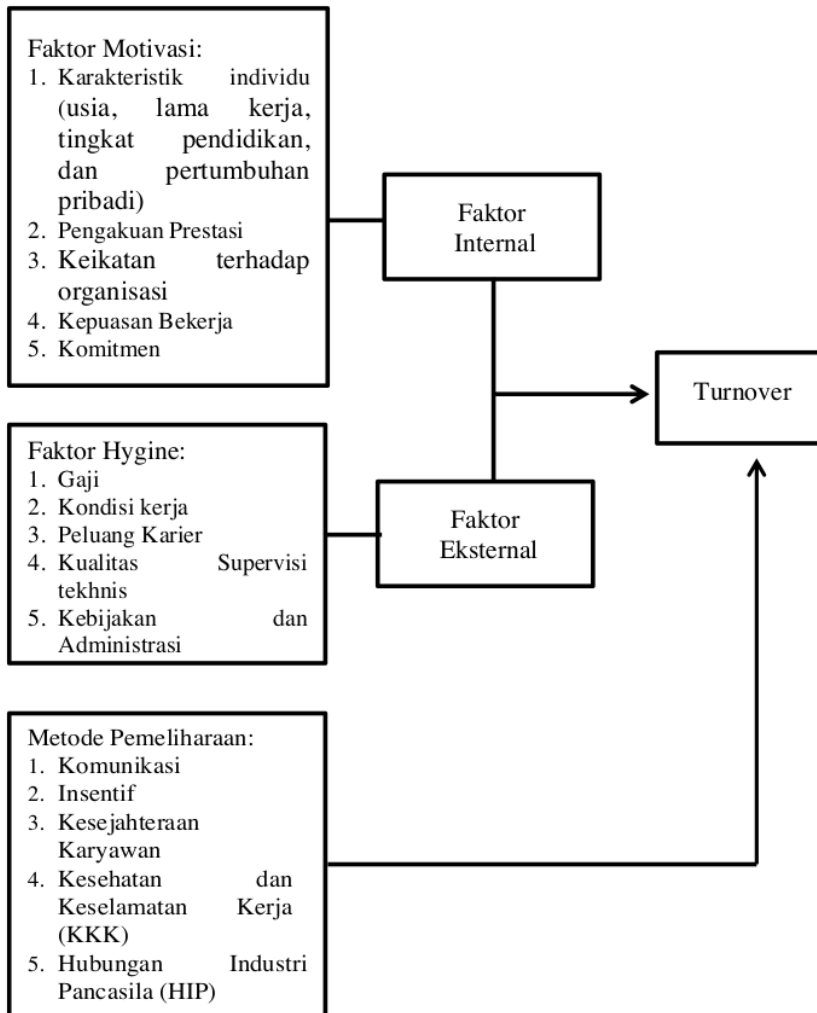 Faktor Motivasi:
1. Karakteristik individu
(usia, lama kerja,
tingkat pendidikan,
dan pertumbuhan
pribadi)
2. Pengakuan Prestasi
3. Keikatan terhadap
organisasi
4. Kepuasan Bekerja
5. Komitmen
Faktor
Internal
Turnover
Faktor Hygine:
1. Gaji
2. Kondisi kerja
3. Peluang Karier
4. Kualitas Supervisi
tekhnis
5. Kebijakan dan
Administrasi
Faktor
Eksternal
Metode Pemeliharaan:
1. Komunikasi
2. Insentif
3. Kesejahteraan
Karyawan
4. Kesehatan dan
Keselamatan Kerja
(KKK)
5. Hubungan Industri
Pancasila (HIP)